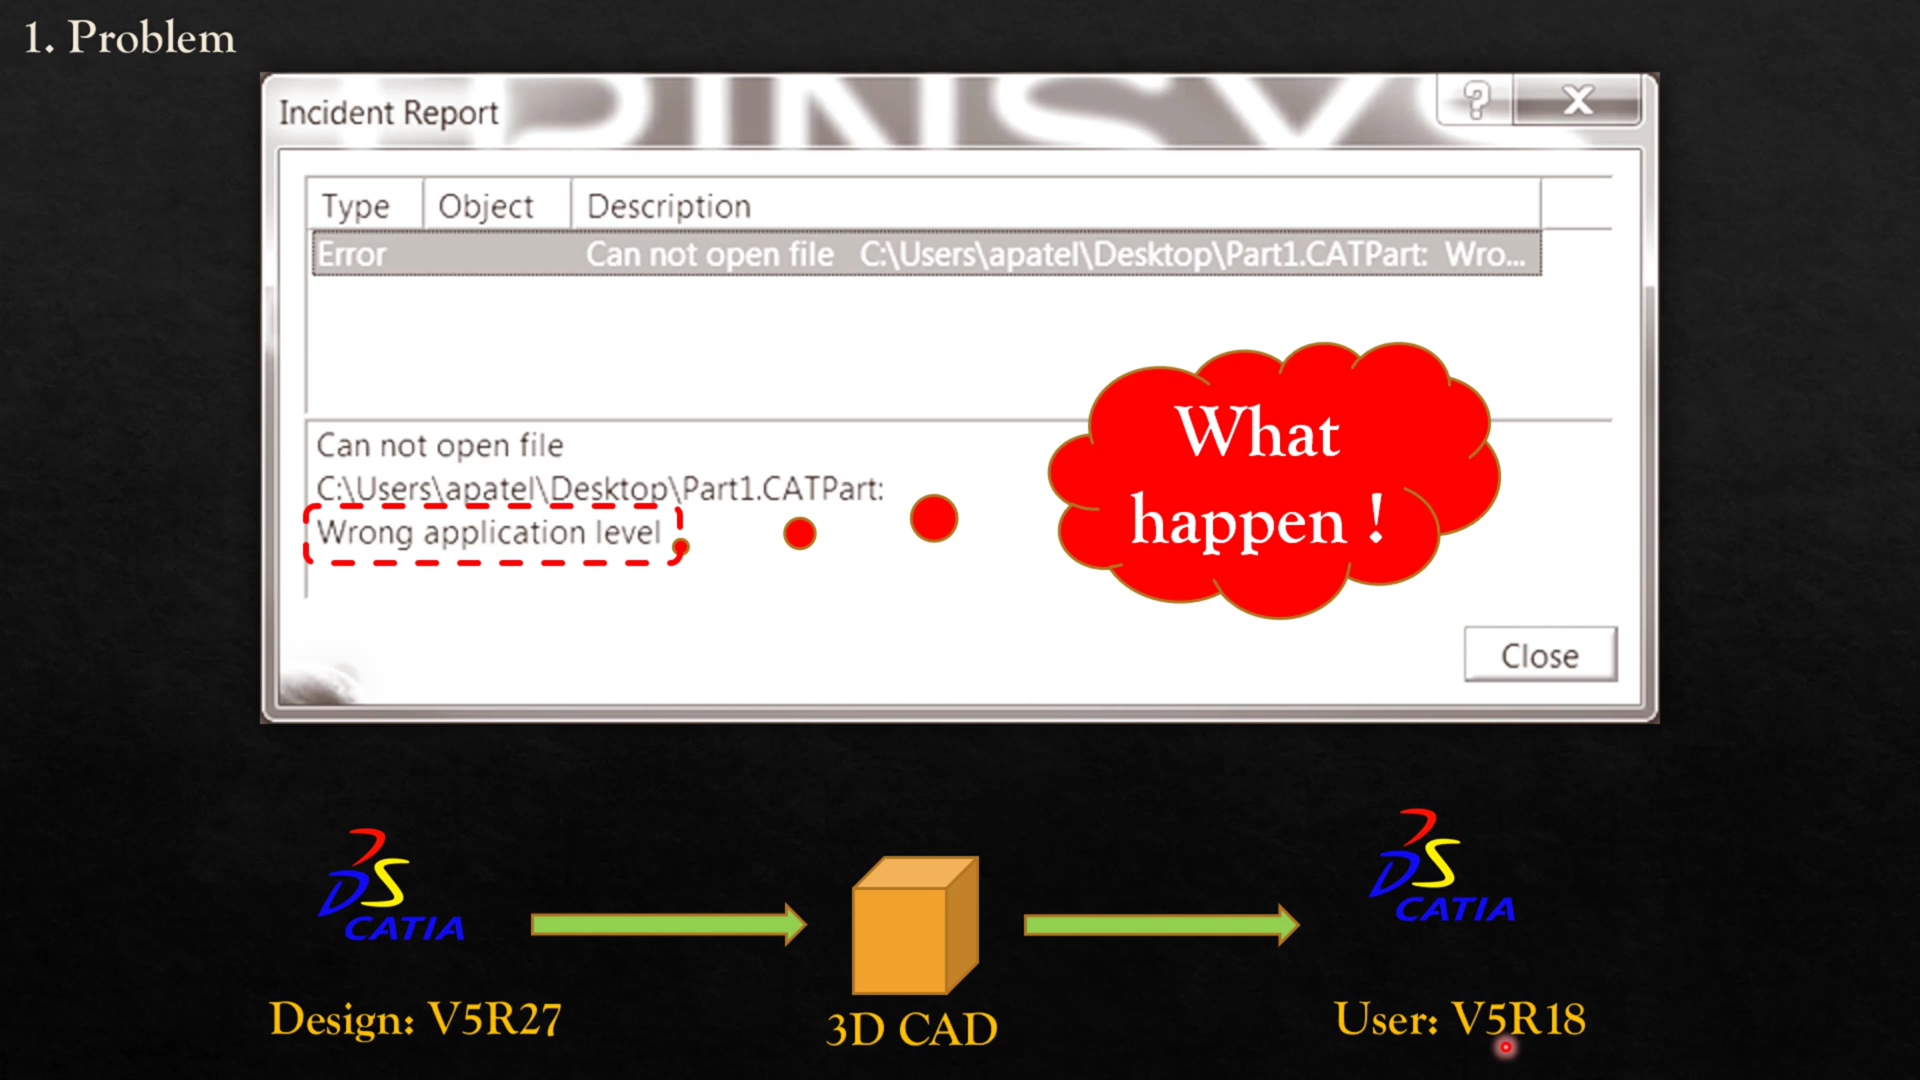 1. Problem
Incident Report
?
X
Type Object Description
Error Can not open file C:\Users\apatel\Desktop\Part1.CATPart: Wro...
Can not open file
C:\Users\apatel\Desktop\Part1.CATPart:
Wrong application level
What
happen !
Close
DS
CATIA
DS
CATIA
Design: V5R27
3D CAD
User: V5R18